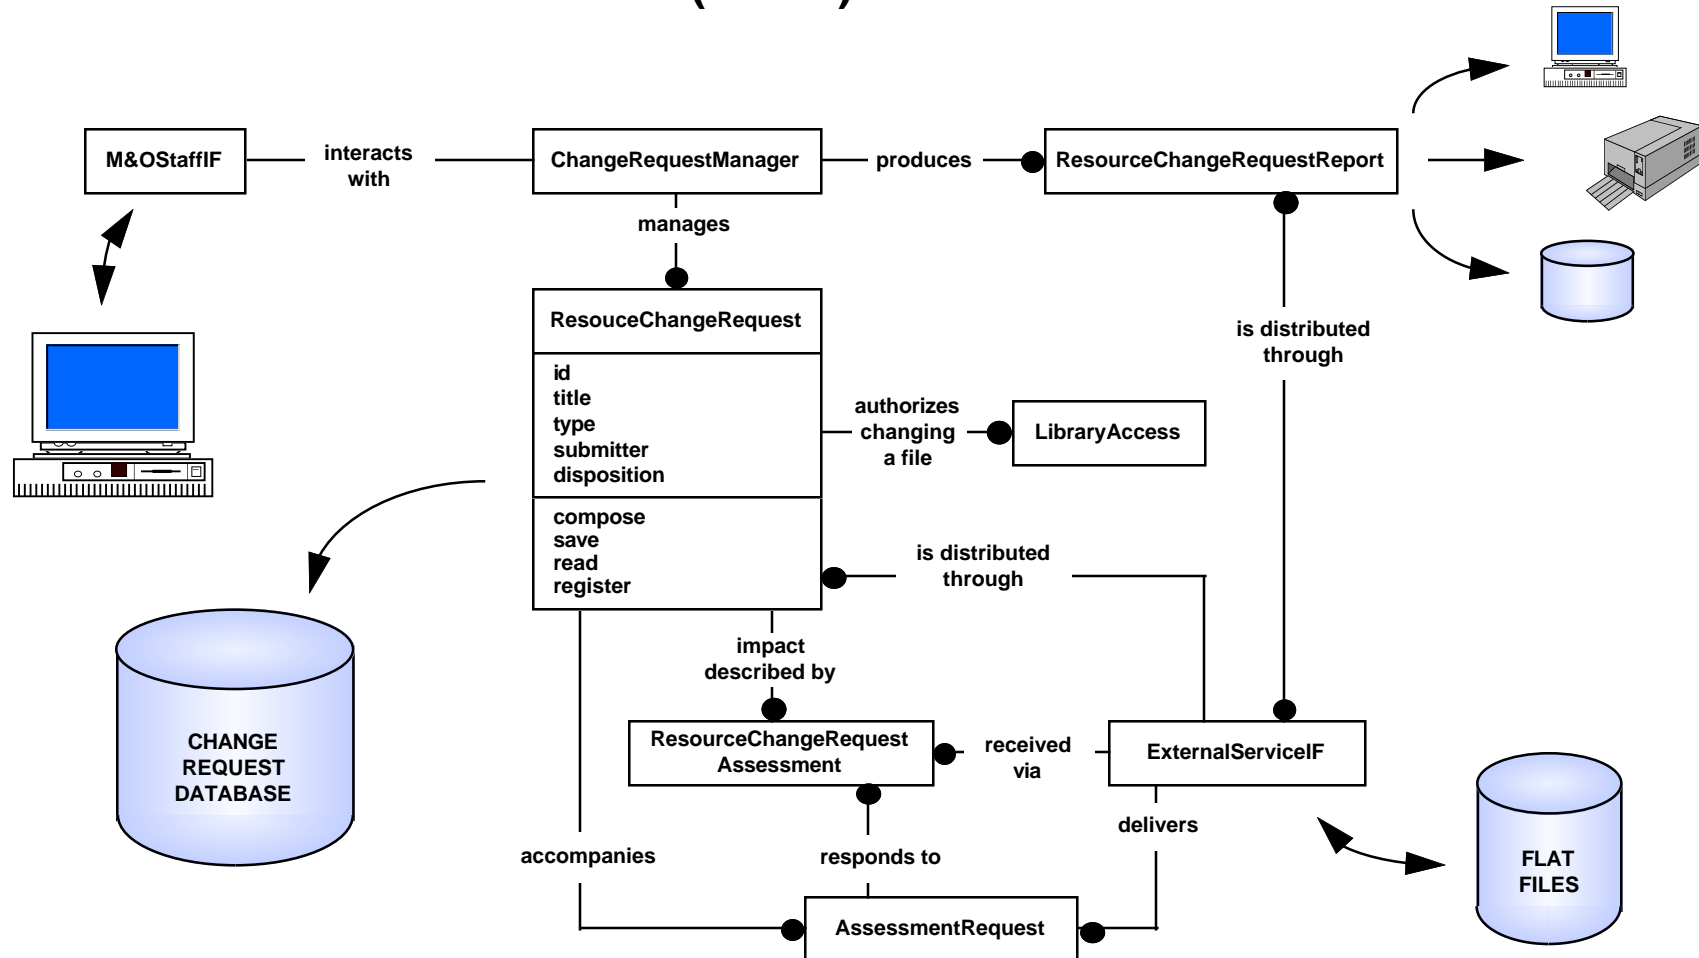 M&OStaffIF
interacts
with
ChangeRequestManager
produces
ResourceChangeRequestReport
manages
ResouceChangeRequest
id
title
type
submitter
disposition
compose
save
read
register
authorizes
changing
a file
LibraryAccess
is distributed
through
is distributed
through
impact
described by
ResourceChangeRequest
Assessment
received
via
ExternalServiceIF
CHANGE
REQUEST
DATABASE
delivers
accompanies
responds to
AssessmentRequest
FLAT
FILES